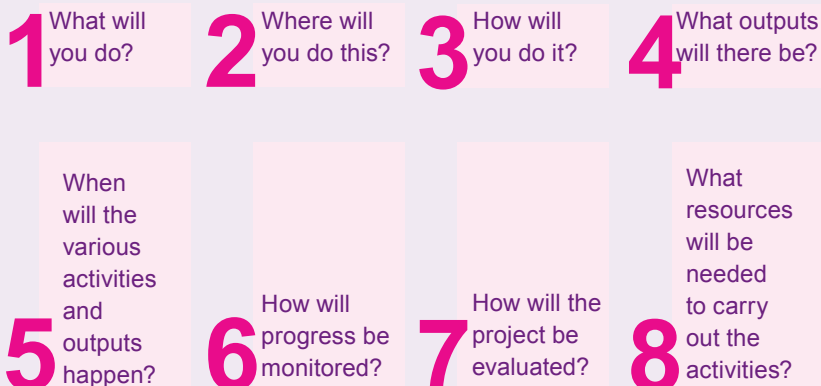 1
What will
you do?
2
Where will
you do this?
3
How will
you do it?
4
What outputs
will there be?
5
When
will the
various
activities
and
outputs
happen?
6
How will
progress be
monitored?
7
How will the
project be
evaluated?
8
What
resources
will be
needed
to carry
out the
activities?